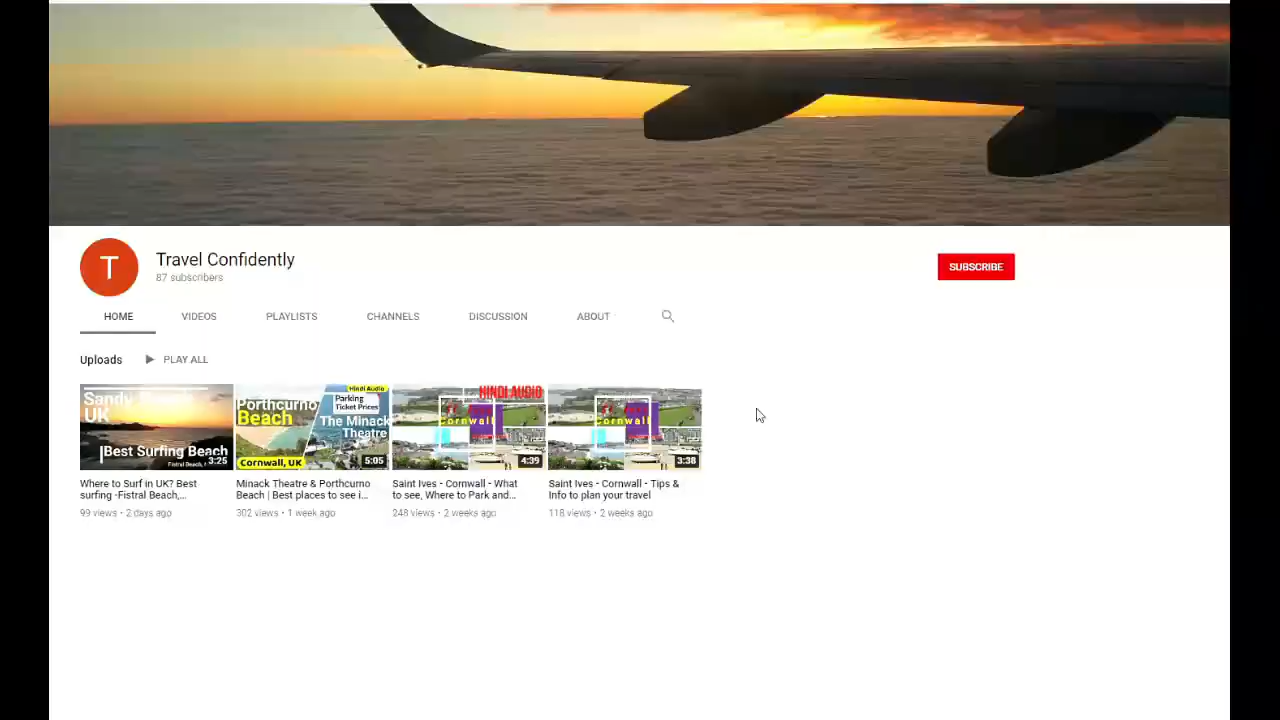 T
Travel Confidently
87 subscribers
SUBSCRIBE
HOME VIDEOS PLAYLISTS CHANNELS DISCUSSION ABOUT
Uploads PLAY ALL
Sandy
UK
Best Surfing Beach
3:25
Hindi Audio
Porthcurno
Beach
Parking
Ticket Prices
The Minack
Theatre
Cornwall, UK
5:05
HINDI AUDIO
Cornwall
4:39
Cornwall
3:38
Where to Surf in UK? Best
surfing -Fistral Beach,...
99 views • 2 days ago
Minack Theatre & Porthcurno
Beach | Best places to see i...
302 views • 1 week ago
Saint Ives - Cornwall - What
to see, Where to Park and...
248 views • 2 weeks ago
Saint Ives - Cornwall - Tips &
Info to plan your travel
118 views • 2 weeks ago